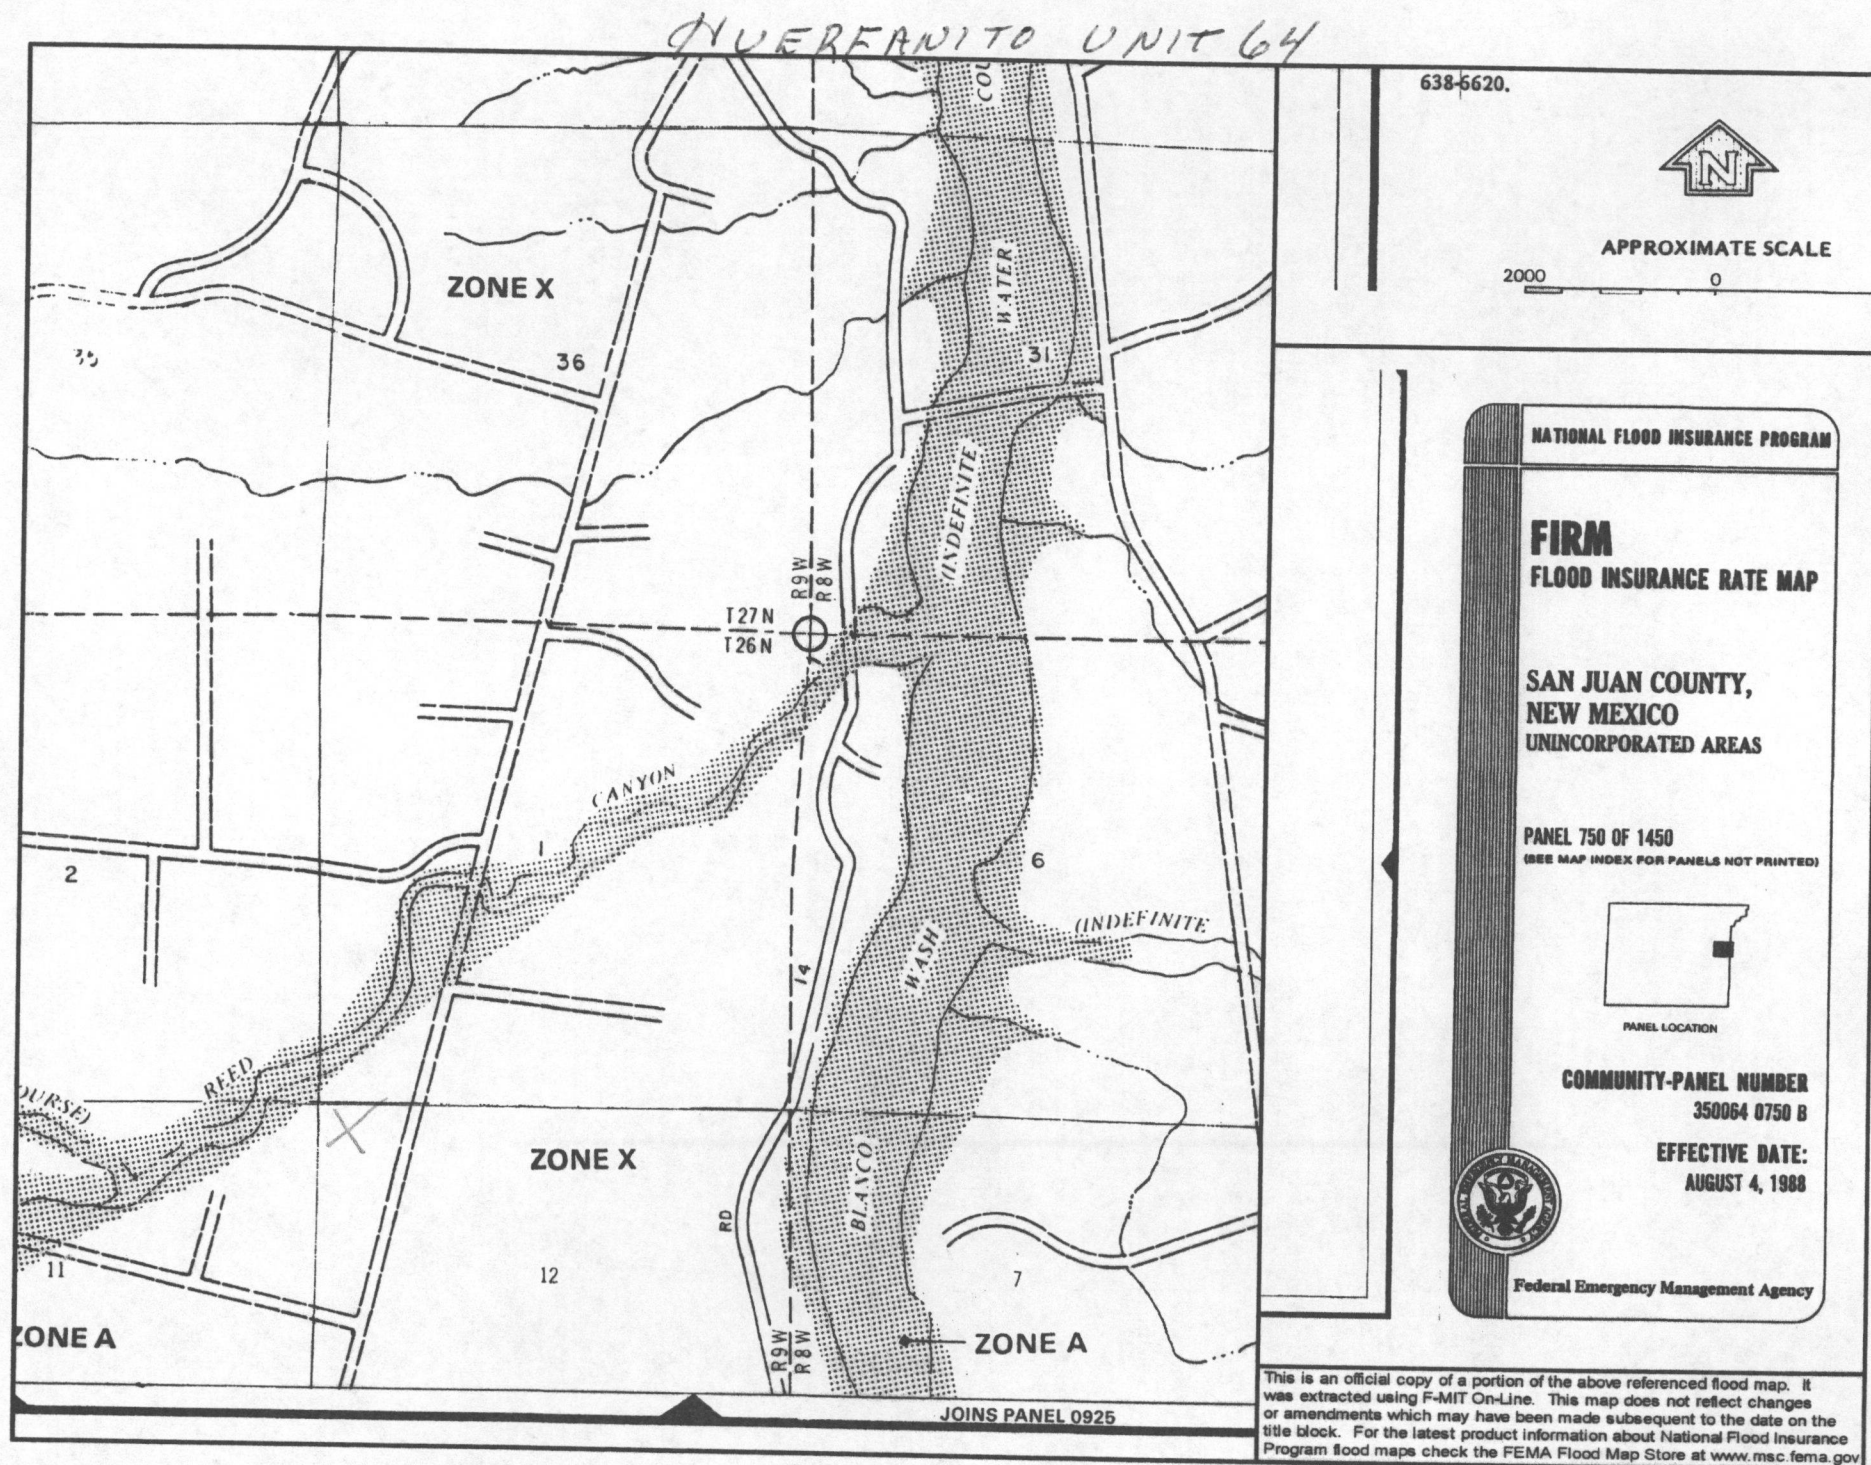 HUERFANITO UNIT 64
COU
638-6620.
N
APPROXIMATE SCALE
2000 0
ZONE X
WATER
35
36
31
NATIONAL FLOOD INSURANCE PROGRAM
(INDEFINITE
FIRM
FLOOD INSURANCE RATE MAP
R9W
R8W
T27N
T26N
SAN JUAN COUNTY,
NEW MEXICO
UNINCORPORATED AREAS
CANYON
PANEL 750 OF 1450
(SEE MAP INDEX FOR PANELS NOT PRINTED)
1
2
6
(INDEFINITE
WASH
14
PANEL LOCATION
REED
OURSE)
COMMUNITY-PANEL NUMBER
350064 0750 B
X
ZONE X
BLANCO
EFFECTIVE DATE:
AUGUST 4, 1988
RD
11
12
7
Federal Emergency Management Agency
ZONE A
ZONE A
R9W
R8W
JOINS PANEL 0925
This is an official copy of a portion of the above referenced flood map. It
was extracted using F-MIT On-Line. This map does not reflect changes
or amendments which may have been made subsequent to the date on the
title block. For the latest product information about National Flood Insurance
Program flood maps check the FEMA Flood Map Store at www.msc.fema.gov